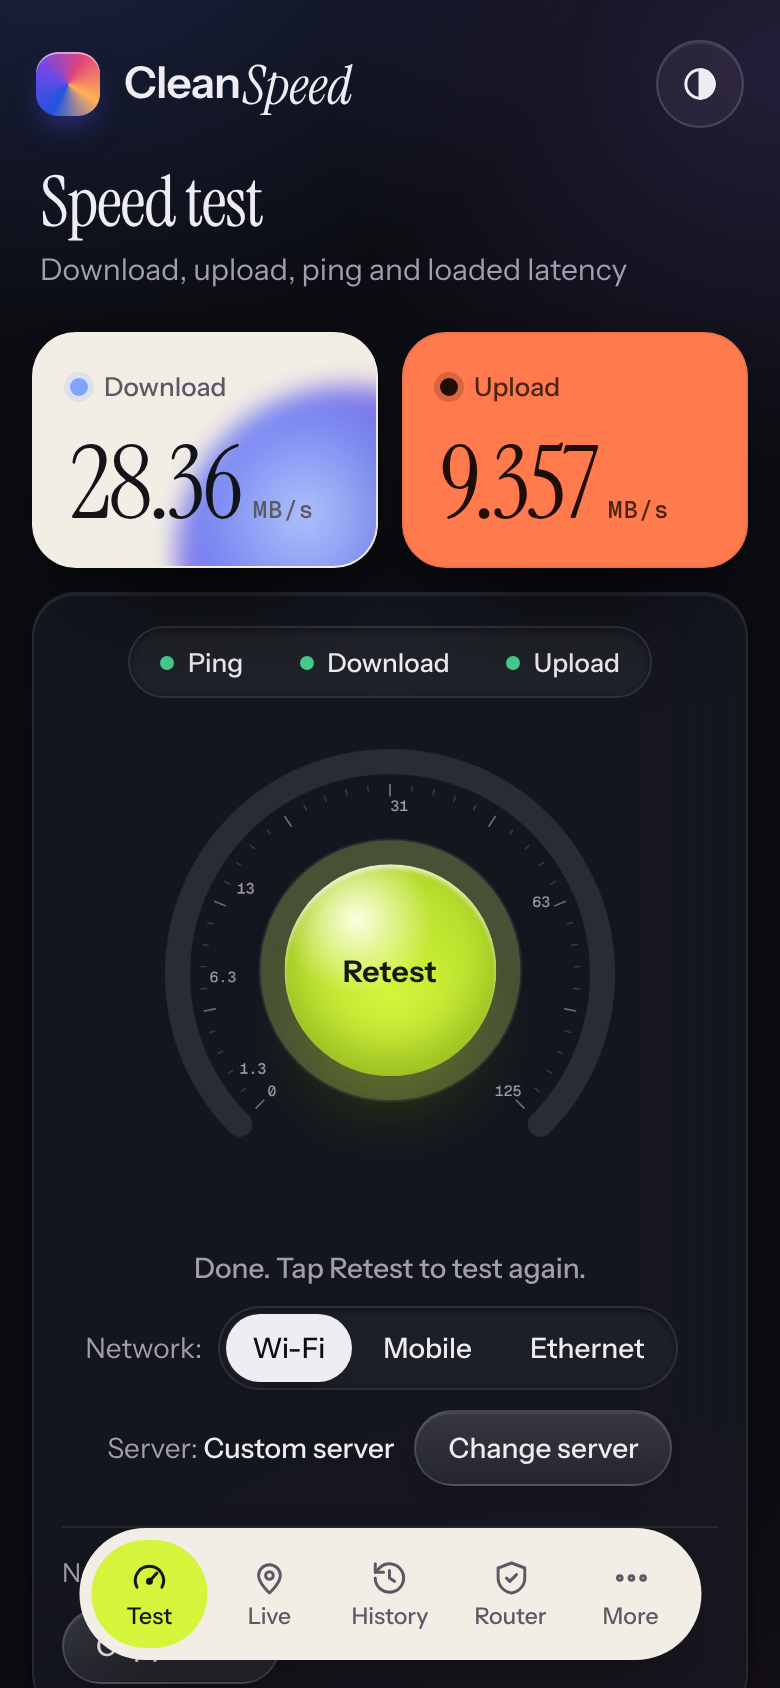 CleanSpeed
Speed test
Download, upload, ping and loaded latency
Download
28.36 MB/s
Upload
9.357 MB/s
Ping
Download
Upload
31
13
63
6.3
1.3
0
125
Retest
Done. Tap Retest to test again.
Network: Wi-Fi Mobile Ethernet
Server: Custom server Change server
Test
Live
History
Router
More